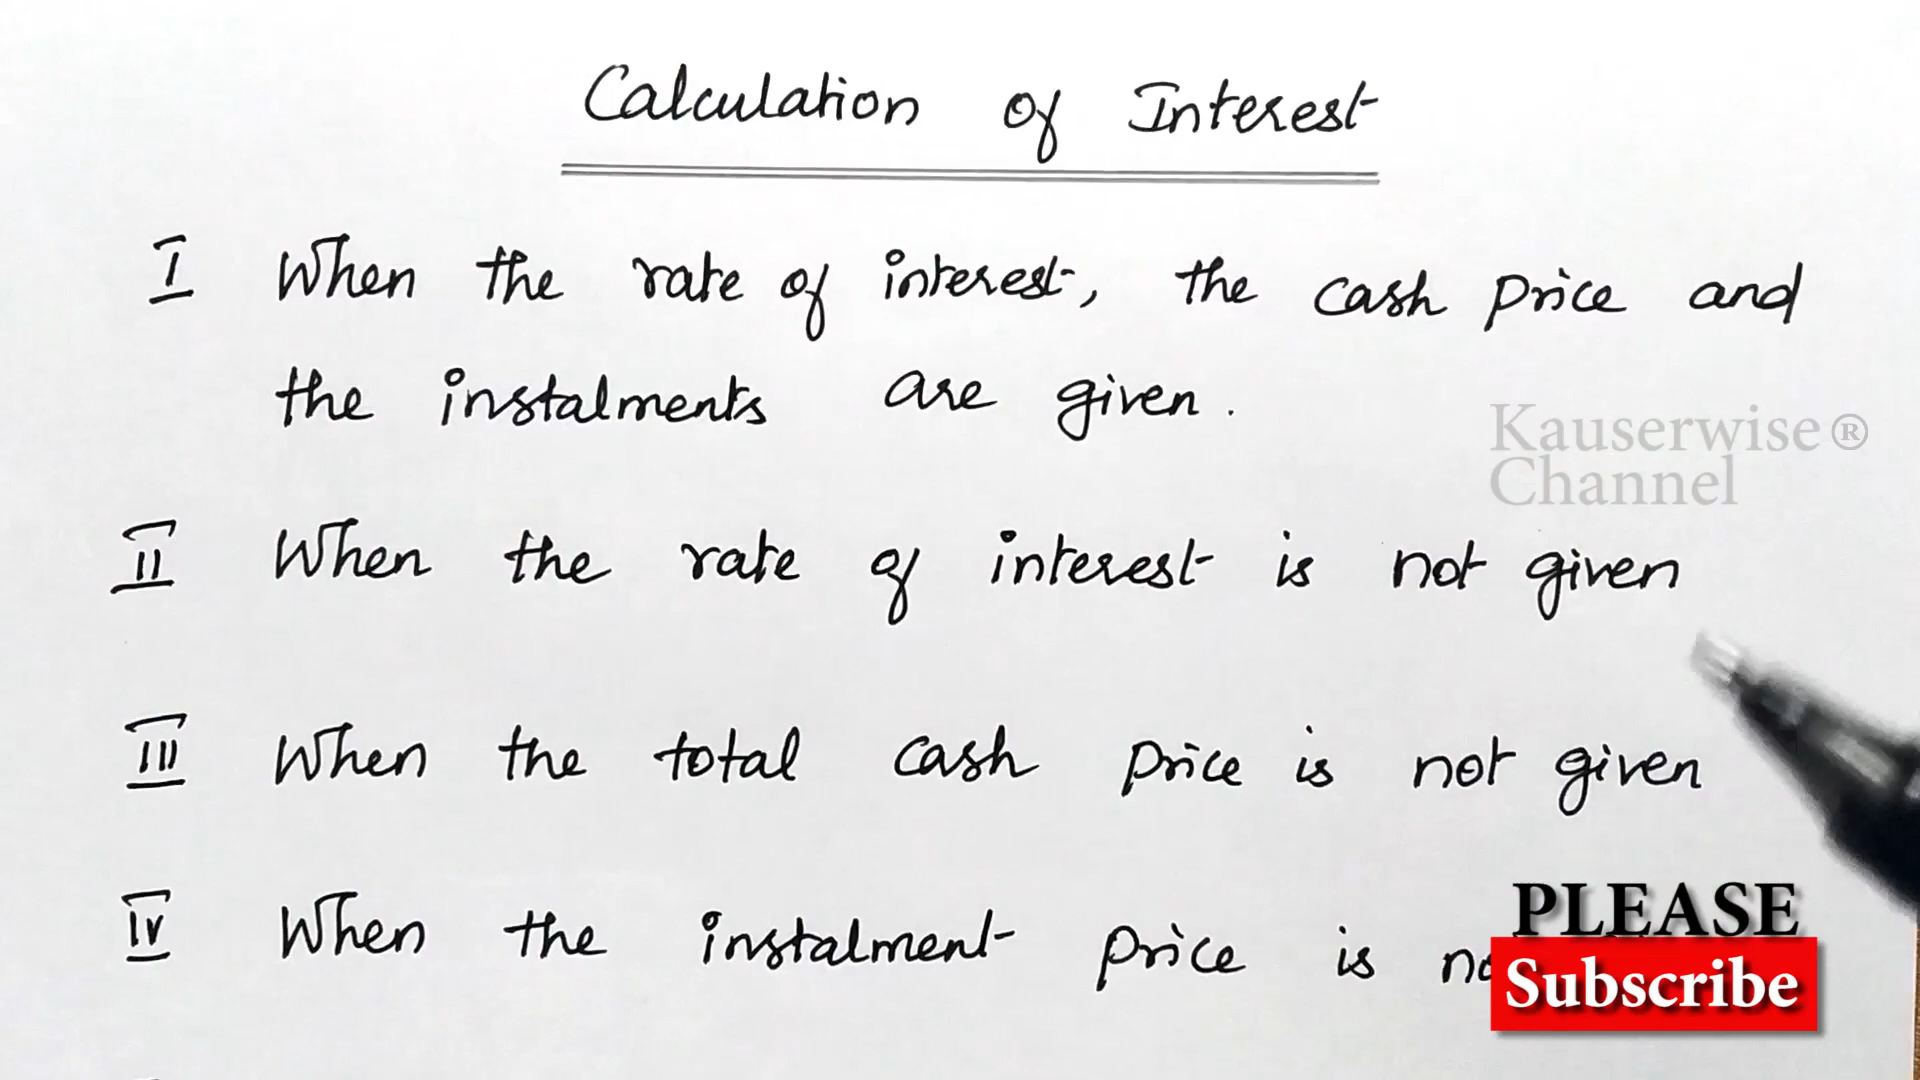 Calculation of Interest
I When the rate of interest, the cash price and
the instalments are given.
Kauserwise®
Channel
II When the rate of interest is not given
III When the total cash price is not given
IV When the instalment price is
PLEASE
Subscribe